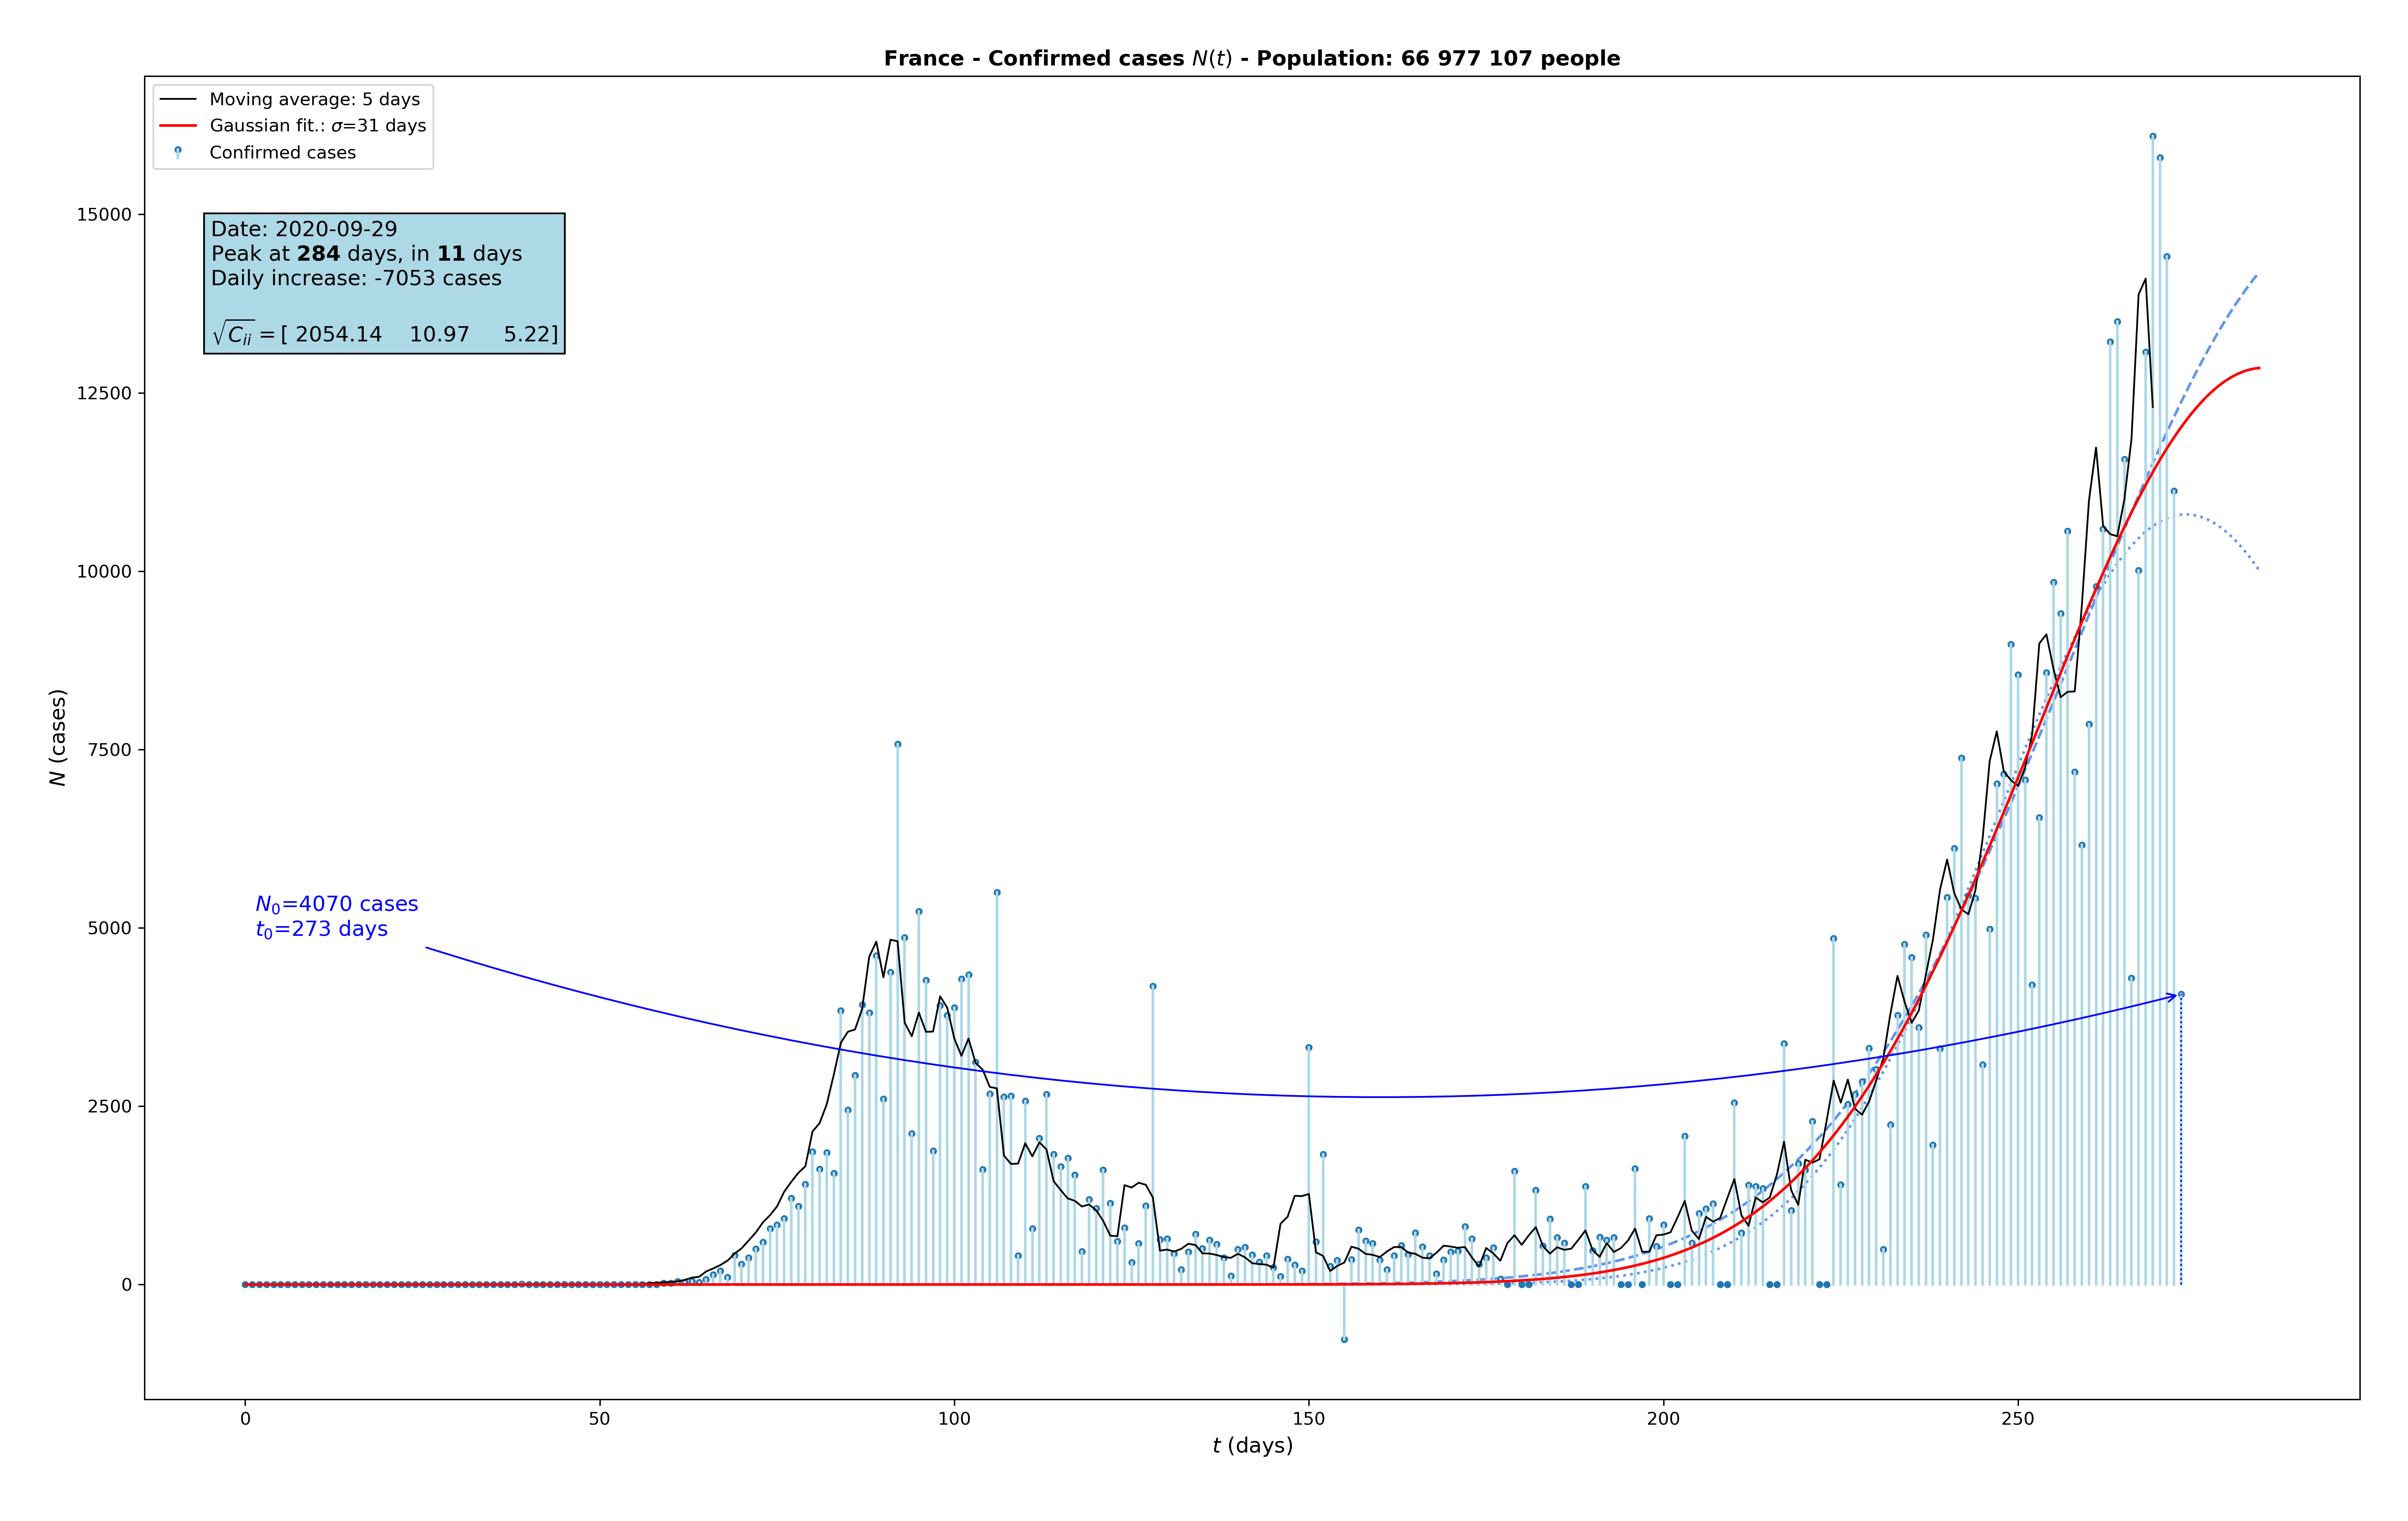 France - Confirmed cases N(t) - Population: 66 977 107 people
Moving average: 5 days
Gaussian fit.: σ=31 days
Confirmed cases
Date: 2020-09-29
Peak at 284 days, in 11 days
Daily increase: -7053 cases
√Cᵢᵢ = [ 2054.14 10.97 5.22]
N₀=4070 cases
t₀=273 days
N (cases)
15000
12500
10000
7500
5000
2500
0
0 50 100 150 200 250
t (days)